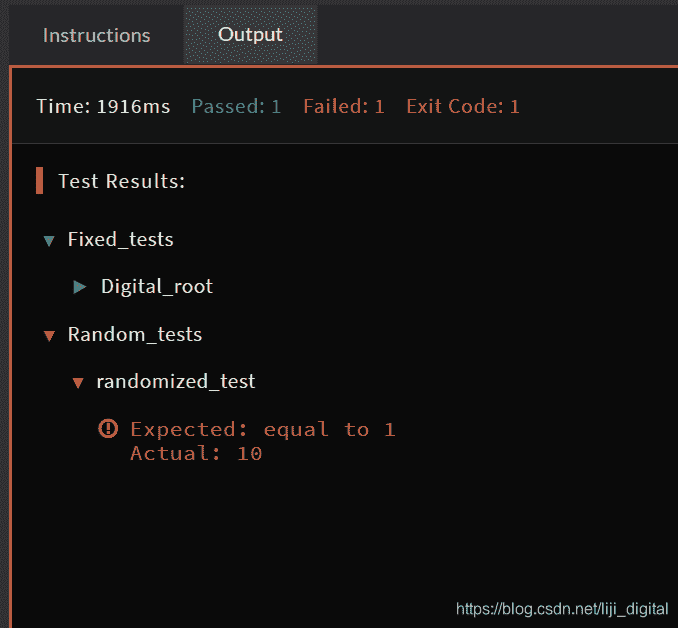 Instructions
Output
Time: 1916ms Passed: 1 Failed: 1 Exit Code: 1
Test Results:
Fixed_tests
Digital_root
Random_tests
randomized_test
Expected: equal to 1
Actual: 10
https://blog.csdn.net/liji_digital